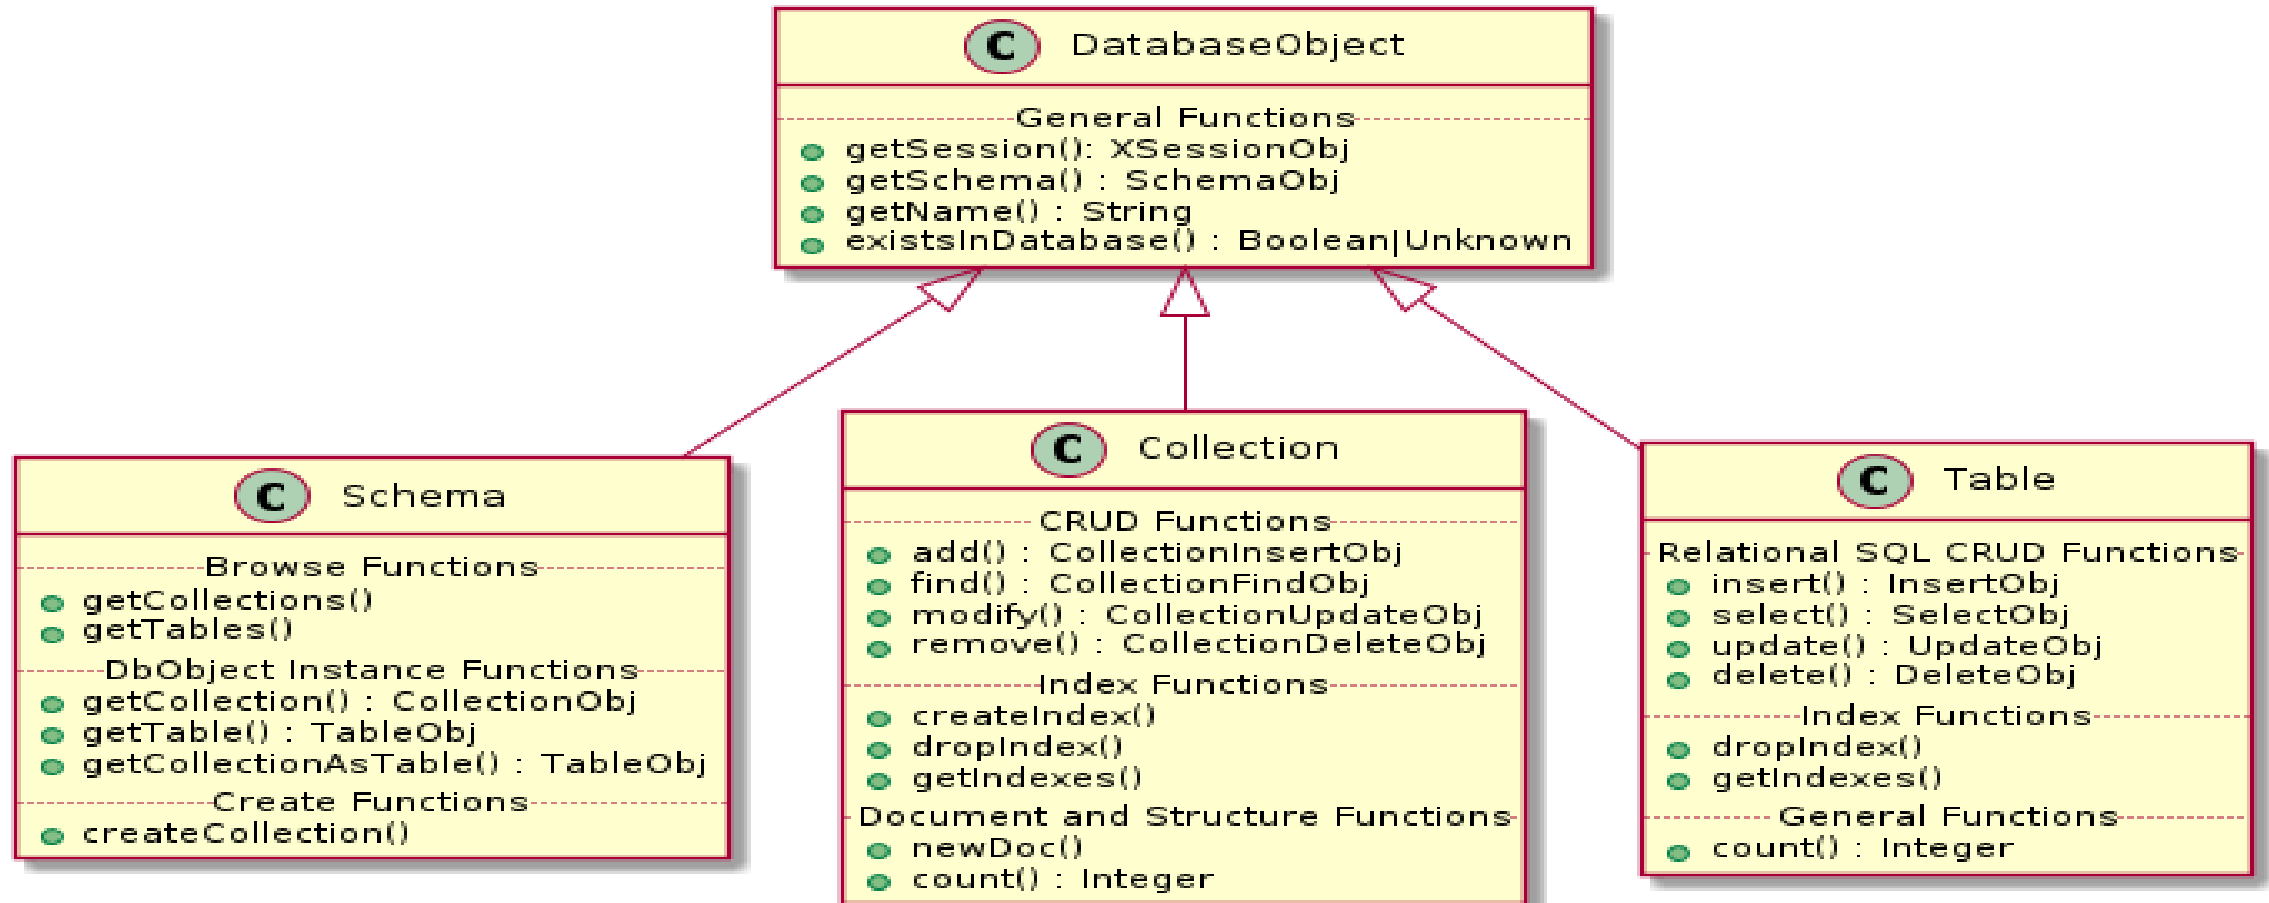 C DatabaseObject
General Functions
getSession(): XSessionObj
getSchema() : SchemaObj
getName() : String
existsInDatabase() : Boolean|Unknown
C Schema
Browse Functions
getCollections()
getTables()
DbObject Instance Functions
getCollection() : CollectionObj
getTable() : TableObj
getCollectionAsTable() : TableObj
Create Functions
createCollection()
C Collection
CRUD Functions
add() : CollectionInsertObj
find() : CollectionFindObj
modify() : CollectionUpdateObj
remove() : CollectionDeleteObj
Index Functions
createIndex()
dropIndex()
getIndexes()
Document and Structure Functions
newDoc()
count() : Integer
C Table
Relational SQL CRUD Functions
insert() : InsertObj
select() : SelectObj
update() : UpdateObj
delete() : DeleteObj
Index Functions
dropIndex()
getIndexes()
General Functions
count() : Integer